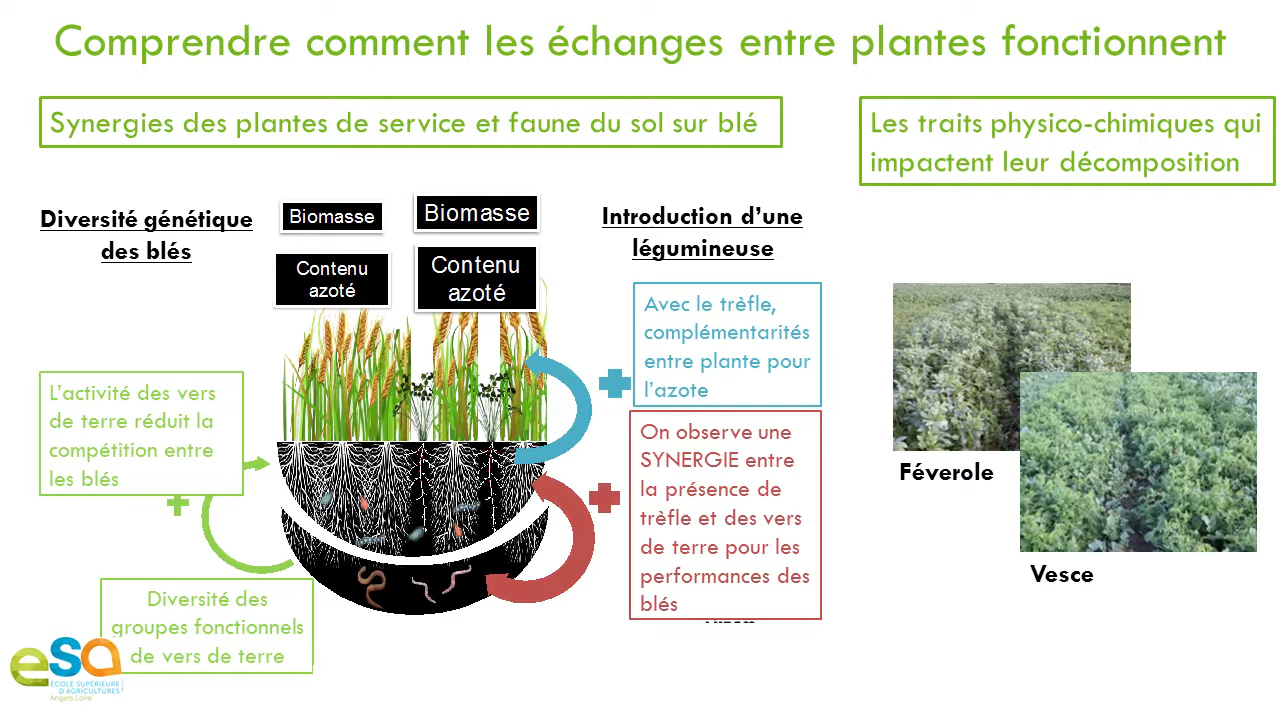 Comprendre comment les échanges entre plantes fonctionnent
Synergies des plantes de service et faune du sol sur blé
Les traits physico-chimiques qui
impactent leur décomposition
Diversité génétique
des blés
Biomasse
Contenu
azoté
Biomasse
Contenu
azoté
Introduction d’une
légumineuse
Avec le trèfle,
complémentarités
entre plante pour
l’azote
L’activité des vers
de terre réduit la
compétition entre
les blés
On observe une
SYNERGIE entre
la présence de
trèfle et des vers
de terre pour les
performances des
blés
Diversité des
groupes fonctionnels
de vers de terre
Féverole
Vesce
esa
ÉCOLE SUPÉRIEURE
D'AGRICULTURES
Angers Loire